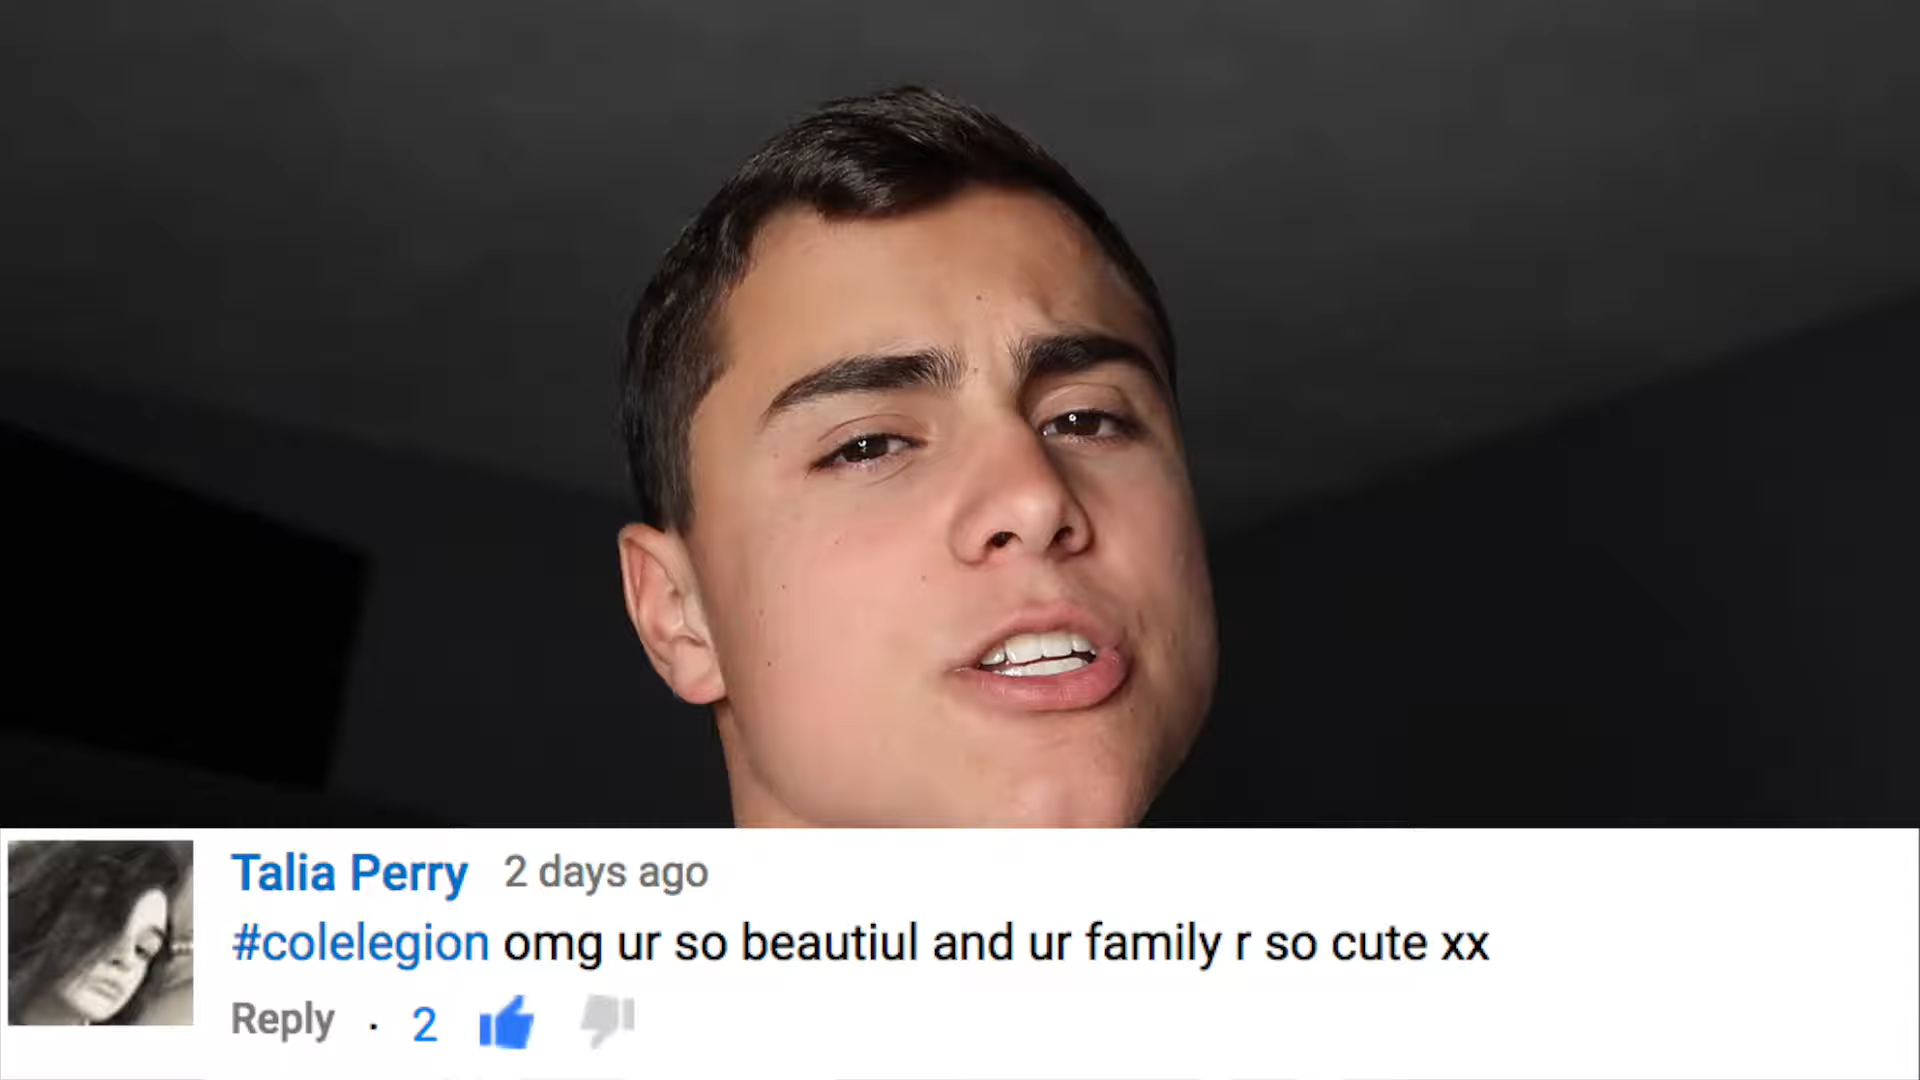 Talia Perry 2 days ago
#colelegion omg ur so beautiul and ur family r so cute xx
Reply · 2